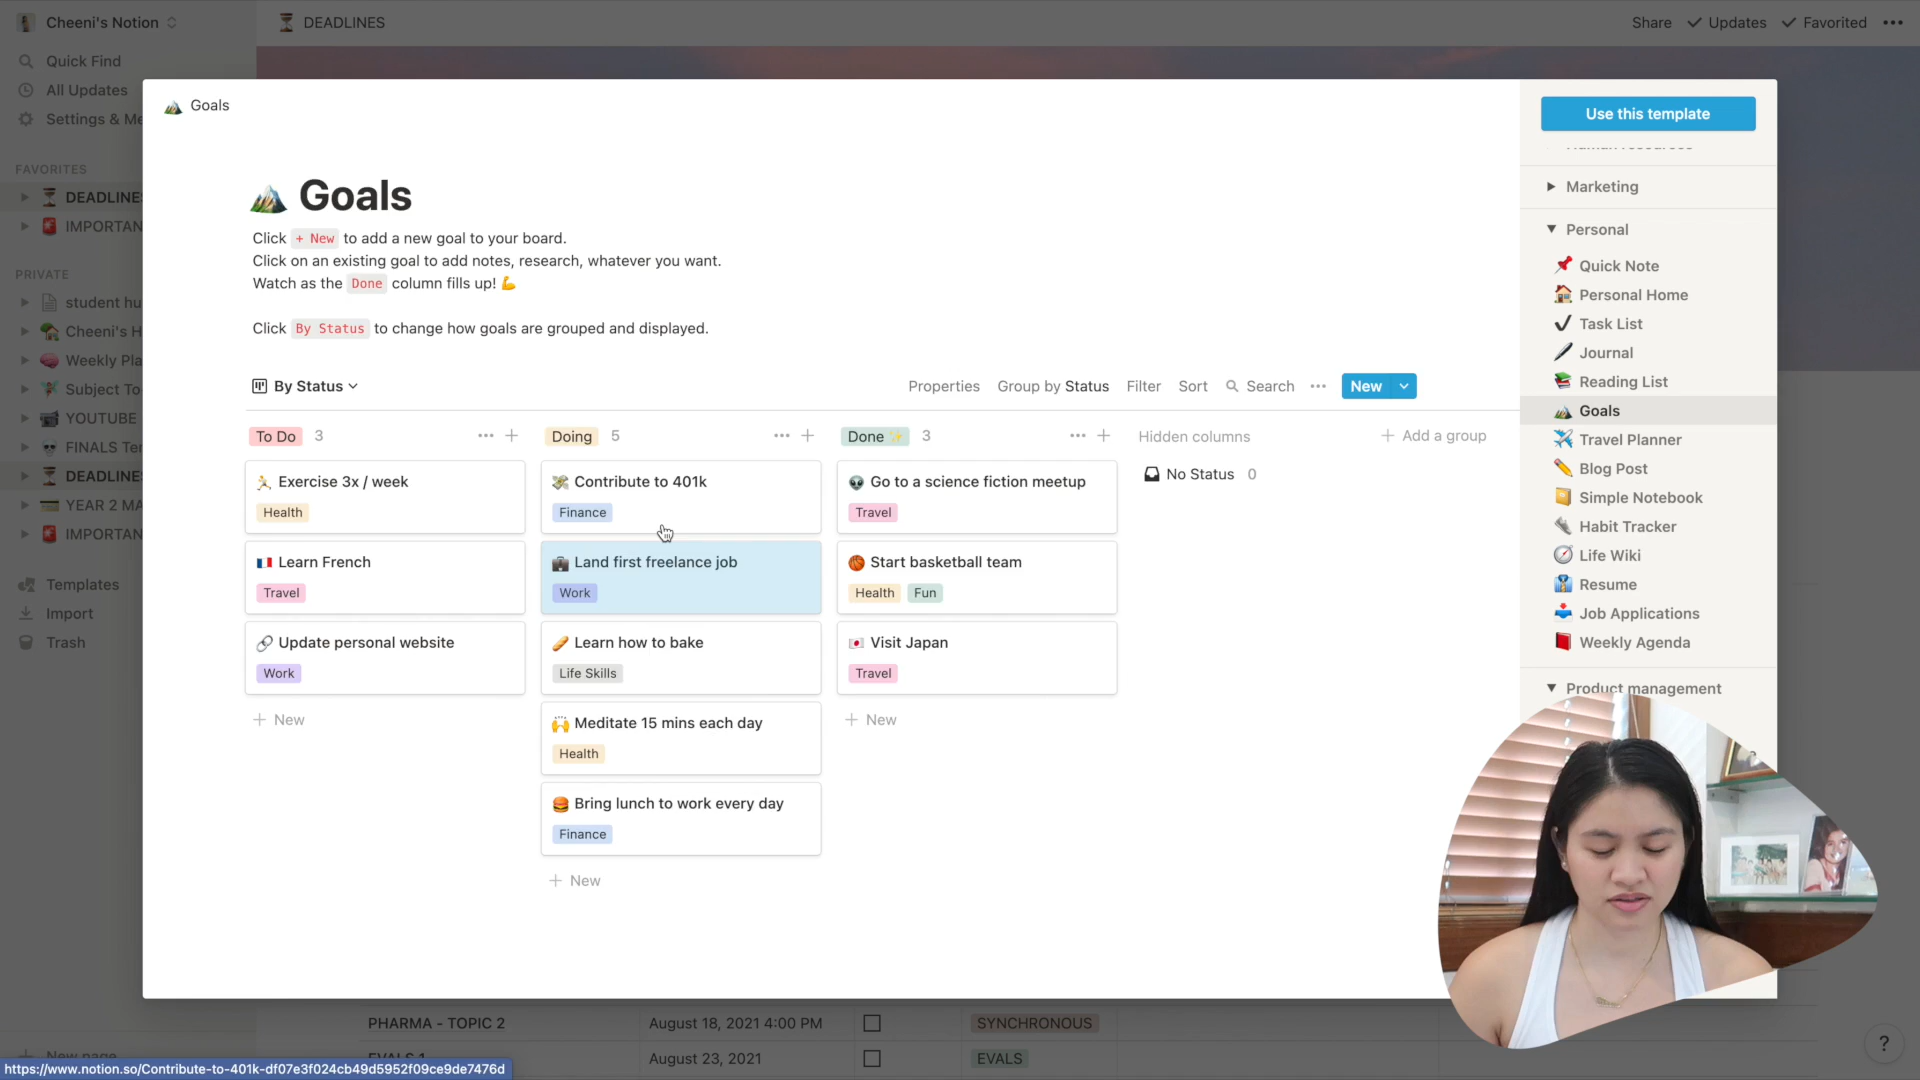 Cheeni's Notion
DEADLINES
Share
Updates
Favorited
Quick Find
All Updates
Settings & Me
FAVORITES
DEADLINES
IMPORTAN
PRIVATE
student hu
Cheeni's H
Weekly Pla
Subject To
YOUTUBE
FINALS Te
DEADLINES
YEAR 2 MA
IMPORTAN
Templates
Import
Trash
New page
Goals
Goals
Click + New to add a new goal to your board.
Click on an existing goal to add notes, research, whatever you want.
Watch as the Done column fills up!
Click By Status to change how goals are grouped and displayed.
By Status
Properties
Group by Status
Filter
Sort
Search
New
To Do 3
Exercise 3x / week
Health
Learn French
Travel
Update personal website
Work
+ New
Doing 5
Contribute to 401k
Finance
Land first freelance job
Work
Learn how to bake
Life Skills
Meditate 15 mins each day
Health
Bring lunch to work every day
Finance
+ New
Done 3
Go to a science fiction meetup
Travel
Start basketball team
Health Fun
Visit Japan
Travel
+ New
Hidden columns
No Status 0
+ Add a group
Use this template
Human resources
Marketing
Personal
Quick Note
Personal Home
Task List
Journal
Reading List
Goals
Travel Planner
Blog Post
Simple Notebook
Habit Tracker
Life Wiki
Resume
Job Applications
Weekly Agenda
Product management
PHARMA - TOPIC 2
August 18, 2021 4:00 PM
SYNCHRONOUS
EVALS 1
August 23, 2021
EVALS
?
https://www.notion.so/Contribute-to-401k-df07e3f024cb49d5952f09ce9de7476d